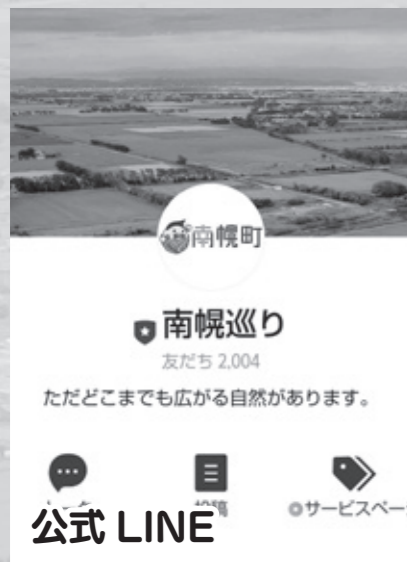 南幌町
南幌巡り
友だち 2,004
ただどこまでも広がる自然があります。
投稿
サービスペー
公式 LINE